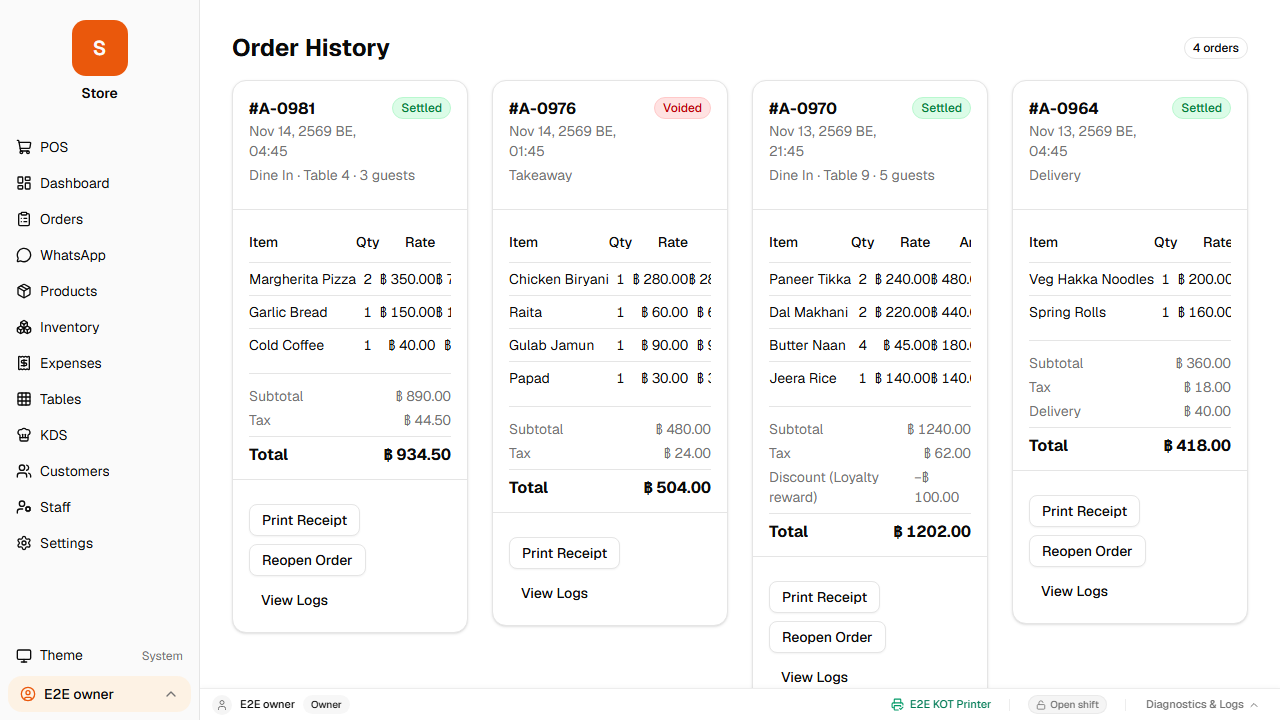 S
Store
POS
Dashboard
Orders
WhatsApp
Products
Inventory
Expenses
Tables
KDS
Customers
Staff
Settings
Theme System
E2E owner
Order History
4 orders
#A-0981 Settled
Nov 14, 2569 BE,
04:45
Dine In · Table 4 · 3 guests
Item Qty Rate
Margherita Pizza 2 ฿ 350.00
Garlic Bread 1 ฿ 150.00
Cold Coffee 1 ฿ 40.00
Subtotal ฿ 890.00
Tax ฿ 44.50
Total ฿ 934.50
Print Receipt
Reopen Order
View Logs
#A-0976 Voided
Nov 14, 2569 BE,
01:45
Takeaway
Item Qty Rate
Chicken Biryani 1 ฿ 280.00
Raita 1 ฿ 60.00
Gulab Jamun 1 ฿ 90.00
Papad 1 ฿ 30.00
Subtotal ฿ 480.00
Tax ฿ 24.00
Total ฿ 504.00
Print Receipt
View Logs
#A-0970 Settled
Nov 13, 2569 BE,
21:45
Dine In · Table 9 · 5 guests
Item Qty Rate
Paneer Tikka 2 ฿ 240.00 ฿ 480.
Dal Makhani 2 ฿ 220.00 ฿ 440.
Butter Naan 4 ฿ 45.00 ฿ 180.
Jeera Rice 1 ฿ 140.00 ฿ 140.
Subtotal ฿ 1240.00
Tax ฿ 62.00
Discount (Loyalty −฿
reward) 100.00
Total ฿ 1202.00
Print Receipt
Reopen Order
View Logs
#A-0964 Settled
Nov 13, 2569 BE,
04:45
Delivery
Item Qty Rate
Veg Hakka Noodles 1 ฿ 200.00
Spring Rolls 1 ฿ 160.00
Subtotal ฿ 360.00
Tax ฿ 18.00
Delivery ฿ 40.00
Total ฿ 418.00
Print Receipt
Reopen Order
View Logs
E2E owner Owner
E2E KOT Printer
Open shift
Diagnostics & Logs